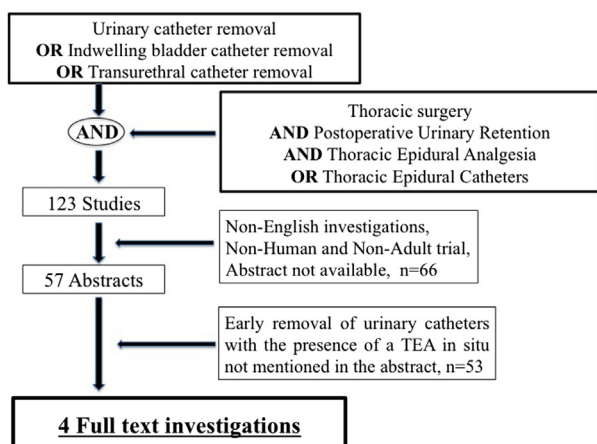 Urinary catheter removal
OR Indwelling bladder catheter removal
OR Transurethral catheter removal
AND
Thoracic surgery
AND Postoperative Urinary Retention
AND Thoracic Epidural Analgesia
OR Thoracic Epidural Catheters
123 Studies
Non-English investigations,
Non-Human and Non-Adult trial,
Abstract not available, n=66
57 Abstracts
Early removal of urinary catheters
with the presence of a TEA in situ
not mentioned in the abstract, n=53
4 Full text investigations